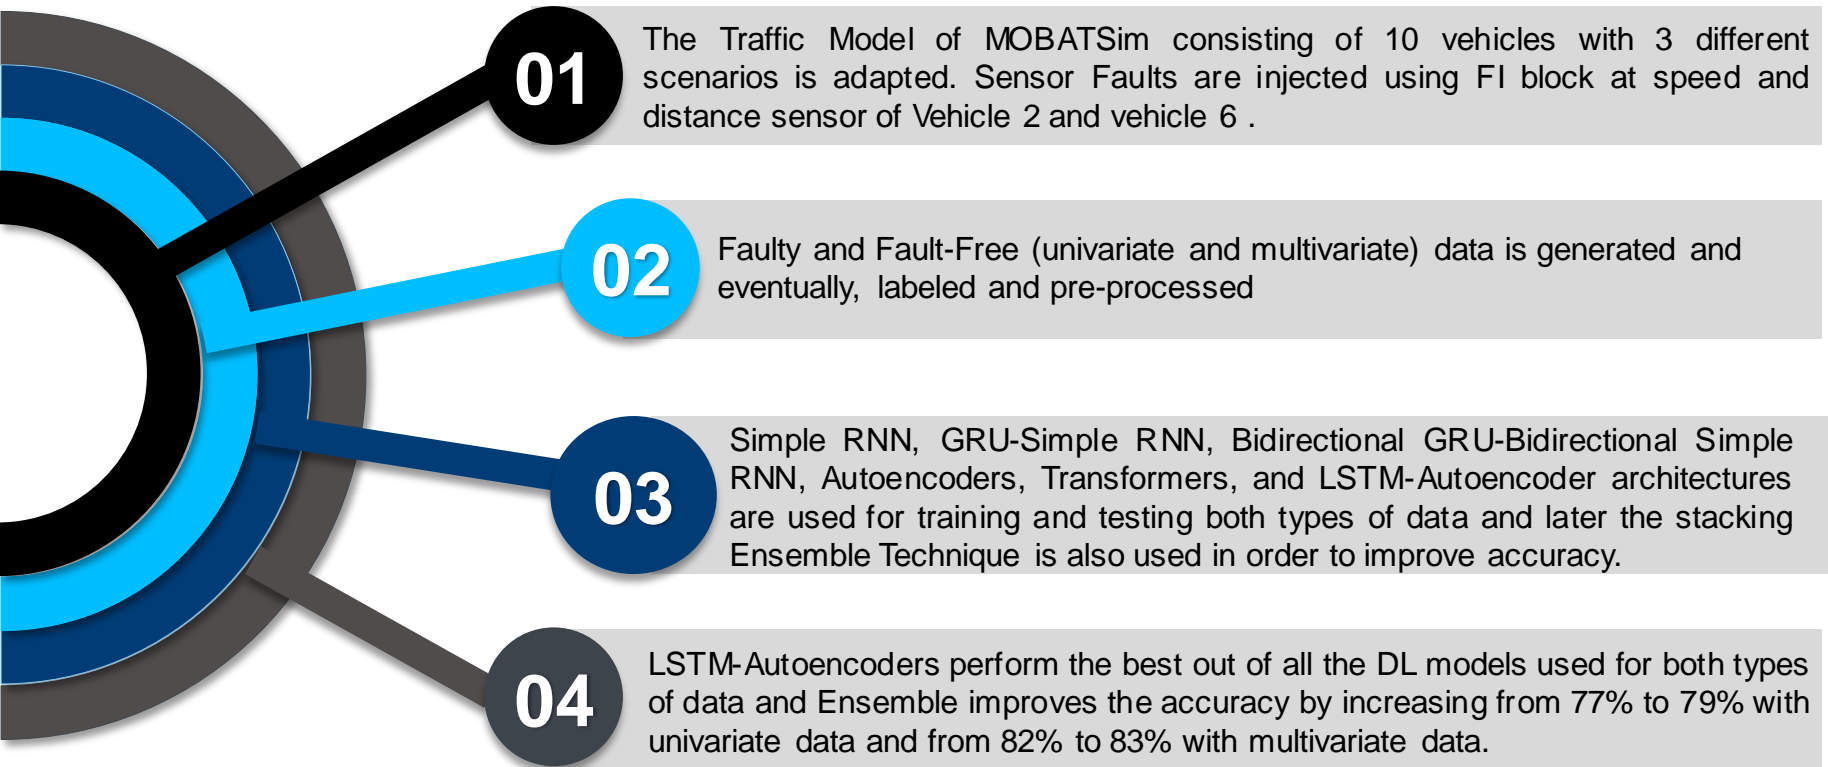 01
The Traffic Model of MOBATSim consisting of 10 vehicles with 3 different
scenarios is adapted. Sensor Faults are injected using FI block at speed and
distance sensor of Vehicle 2 and vehicle 6 .
02
Faulty and Fault-Free (univariate and multivariate) data is generated and
eventually, labeled and pre-processed
03
Simple RNN, GRU-Simple RNN, Bidirectional GRU-Bidirectional Simple
RNN, Autoencoders, Transformers, and LSTM-Autoencoder architectures
are used for training and testing both types of data and later the stacking
Ensemble Technique is also used in order to improve accuracy.
04
LSTM-Autoencoders perform the best out of all the DL models used for both types
of data and Ensemble improves the accuracy by increasing from 77% to 79% with
univariate data and from 82% to 83% with multivariate data.